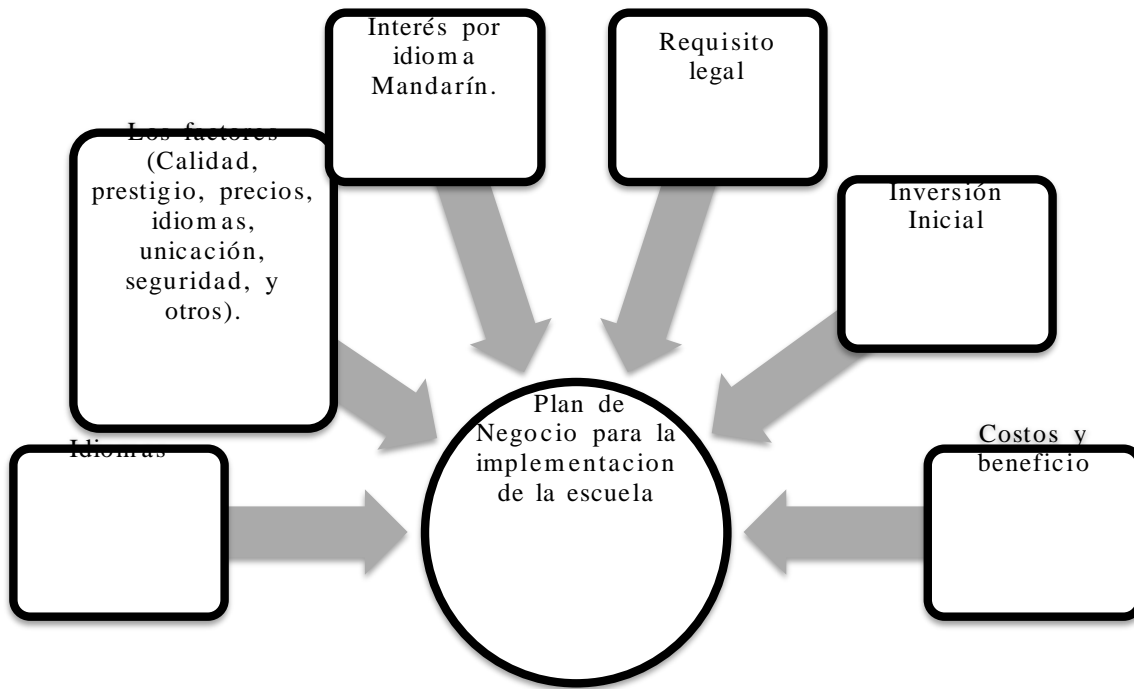 Idiomas
Los factores
(Calidad,
prestigio, precios,
idiomas,
unicación,
seguridad, y
otros).
Interés por
idioma
Mandarín.
Requisito
legal
Inversión
Inicial
Costos y
beneficio
Plan de
Negocio para la
implementacion
de la escuela